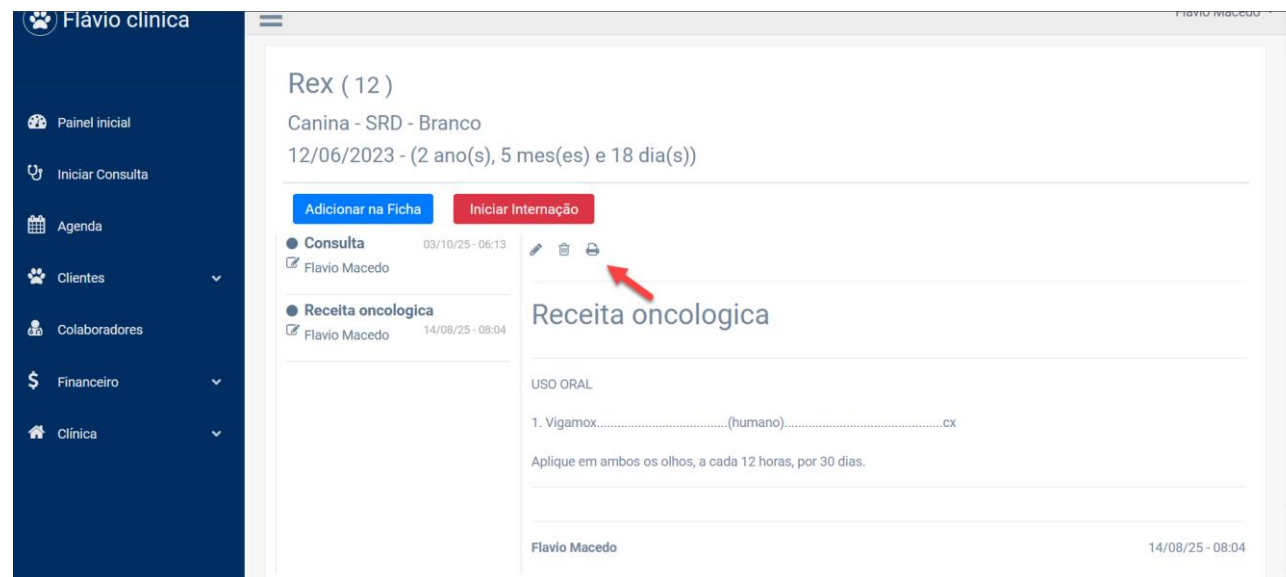 Flávio clínica
Flavio Macedo
Painel inicial
Iniciar Consulta
Agenda
Clientes
Colaboradores
Financeiro
Clínica
Rex ( 12 )
Canina - SRD - Branco
12/06/2023 - (2 ano(s), 5 mes(es) e 18 dia(s))
Adicionar na Ficha Iniciar Internação
Consulta 03/10/25 - 06:13
Flavio Macedo
Receita oncologica
Flavio Macedo 14/08/25 - 08:04
Receita oncologica
USO ORAL
1. Vigamox......................................(humano)..............................................cx
Aplique em ambos os olhos, a cada 12 horas, por 30 dias.
Flavio Macedo 14/08/25 - 08:04